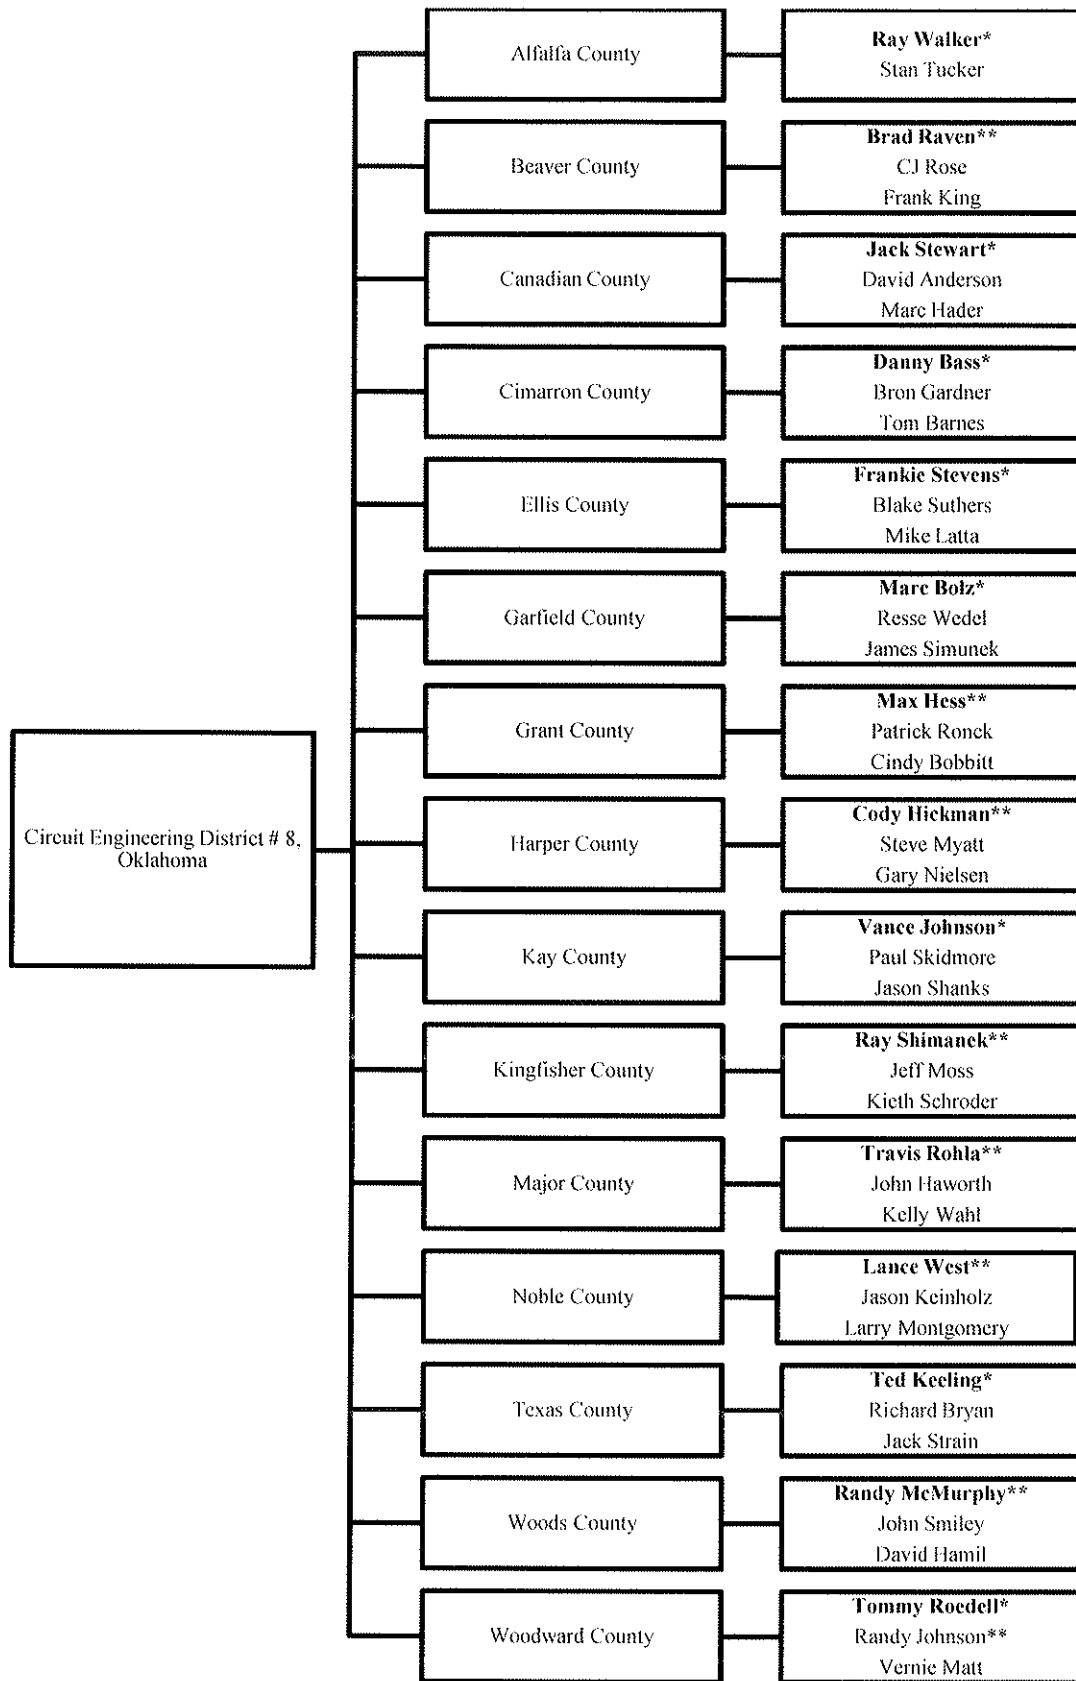 Circuit Engineering District # 8,
Oklahoma
Alfalfa County
Ray Walker*
Stan Tucker
Beaver County
Brad Raven**
CJ Rose
Frank King
Canadian County
Jack Stewart*
David Anderson
Marc Hader
Cimarron County
Danny Bass*
Bron Gardner
Tom Barnes
Ellis County
Frankie Stevens*
Blake Suthers
Mike Latta
Garfield County
Marc Bolz*
Resse Wedel
James Simunek
Grant County
Max Hess**
Patrick Ronck
Cindy Bobbitt
Harper County
Cody Hickman**
Steve Myatt
Gary Nielsen
Kay County
Vance Johnson*
Paul Skidmore
Jason Shanks
Kingfisher County
Ray Shimanek**
Jeff Moss
Kieth Schroder
Major County
Travis Rohla**
John Haworth
Kelly Wahl
Noble County
Lance West**
Jason Keinholz
Larry Montgomery
Texas County
Ted Keeling*
Richard Bryan
Jack Strain
Woods County
Randy McMurphy**
John Smiley
David Hamil
Woodward County
Tommy Roedell*
Randy Johnson**
Vernie Matt